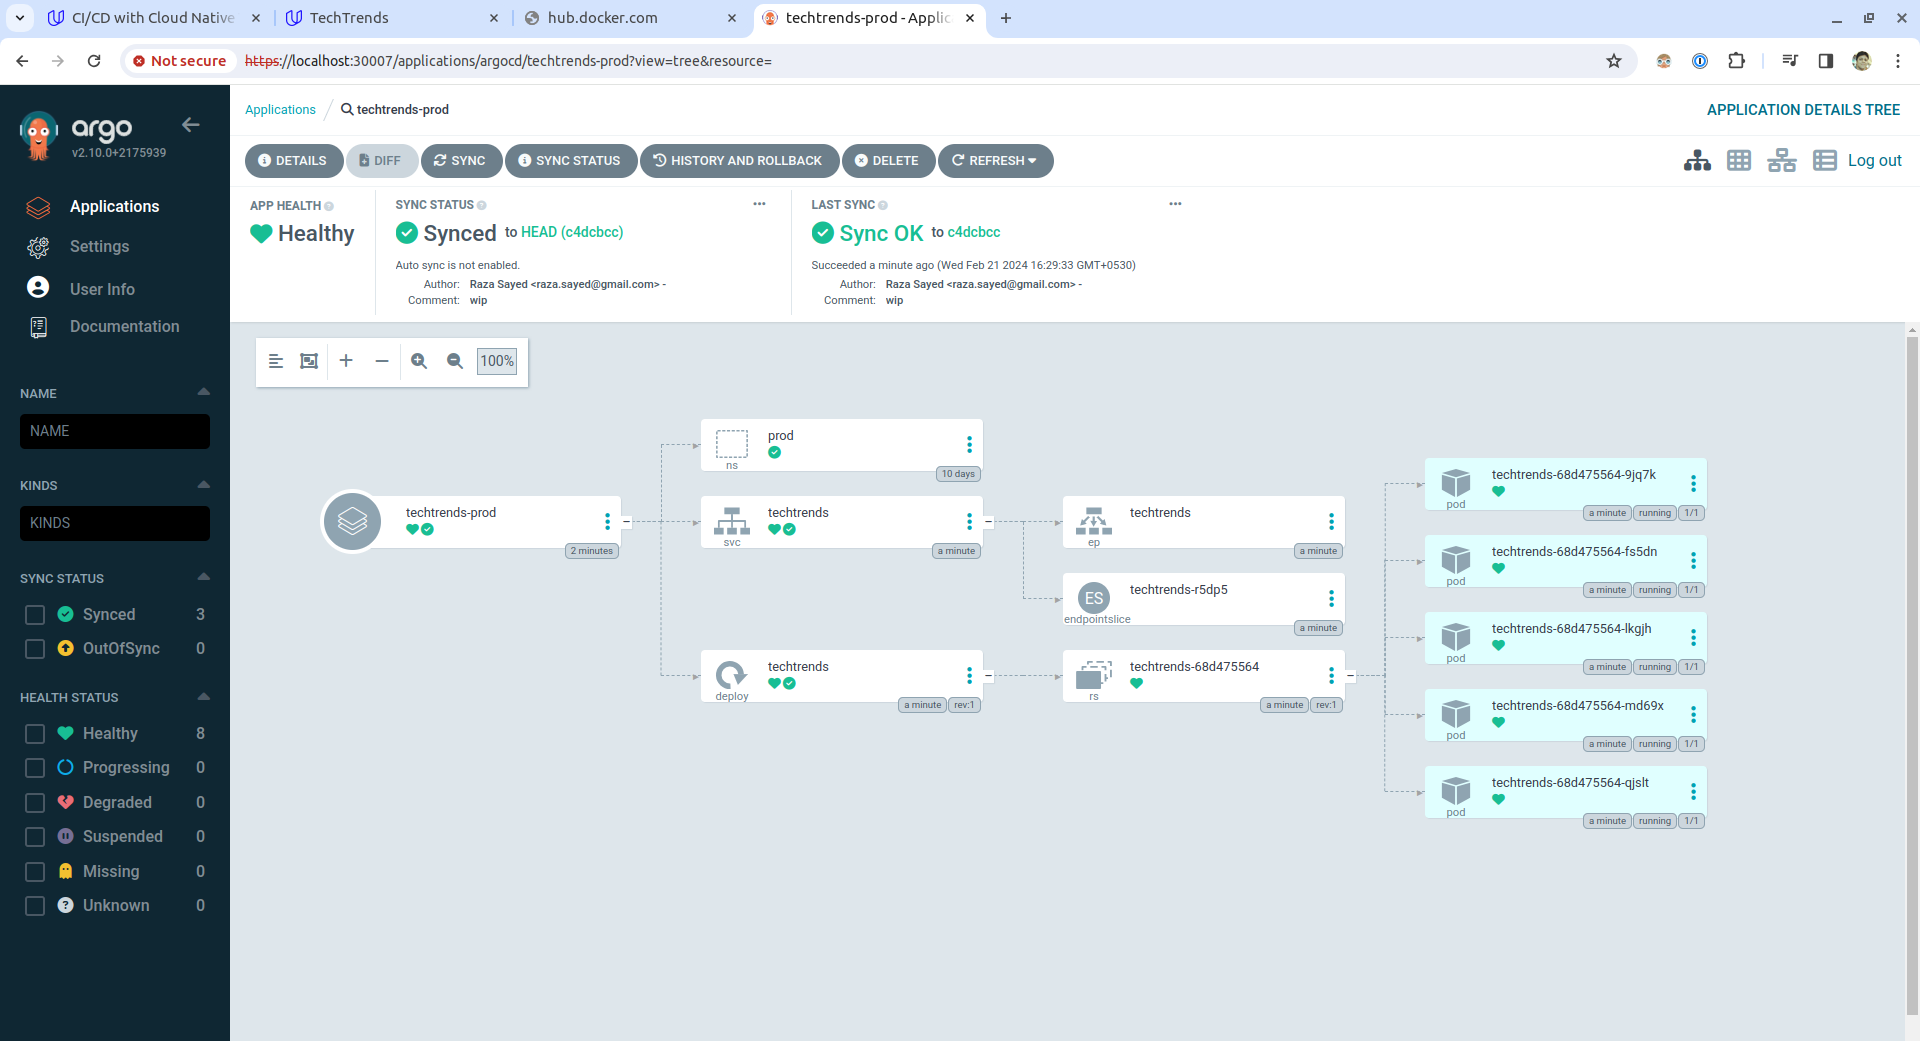 CI/CD with Cloud Native
TechTrends
hub.docker.com
techtrends-prod - Applic
Not secure
https://localhost:30007/applications/argocd/techtrends-prod?view=tree&resource=
argo
v2.10.0+2175939
Applications
Settings
User Info
Documentation
NAME
NAME
KINDS
KINDS
SYNC STATUS
Synced 3
OutOfSync 0
HEALTH STATUS
Healthy 8
Progressing 0
Degraded 0
Suspended 0
Missing 0
Unknown 0
Applications / techtrends-prod
APPLICATION DETAILS TREE
DETAILS DIFF SYNC SYNC STATUS HISTORY AND ROLLBACK DELETE REFRESH
Log out
APP HEALTH
Healthy
SYNC STATUS
Synced to HEAD (c4dcbcc)
Auto sync is not enabled.
Author: Raza Sayed <raza.sayed@gmail.com> -
Comment: wip
LAST SYNC
Sync OK to c4dcbcc
Succeeded a minute ago (Wed Feb 21 2024 16:29:33 GMT+0530)
Author: Raza Sayed <raza.sayed@gmail.com> -
Comment: wip
100%
techtrends-prod
2 minutes
prod
ns
10 days
techtrends
svc
a minute
techtrends
deploy
a minute rev:1
techtrends
ep
a minute
ES
techtrends-r5dp5
endpointslice
a minute
techtrends-68d475564
rs
a minute rev:1
techtrends-68d475564-9jq7k
pod
a minute running 1/1
techtrends-68d475564-fs5dn
pod
a minute running 1/1
techtrends-68d475564-lkgjh
pod
a minute running 1/1
techtrends-68d475564-md69x
pod
a minute running 1/1
techtrends-68d475564-qjslt
pod
a minute running 1/1